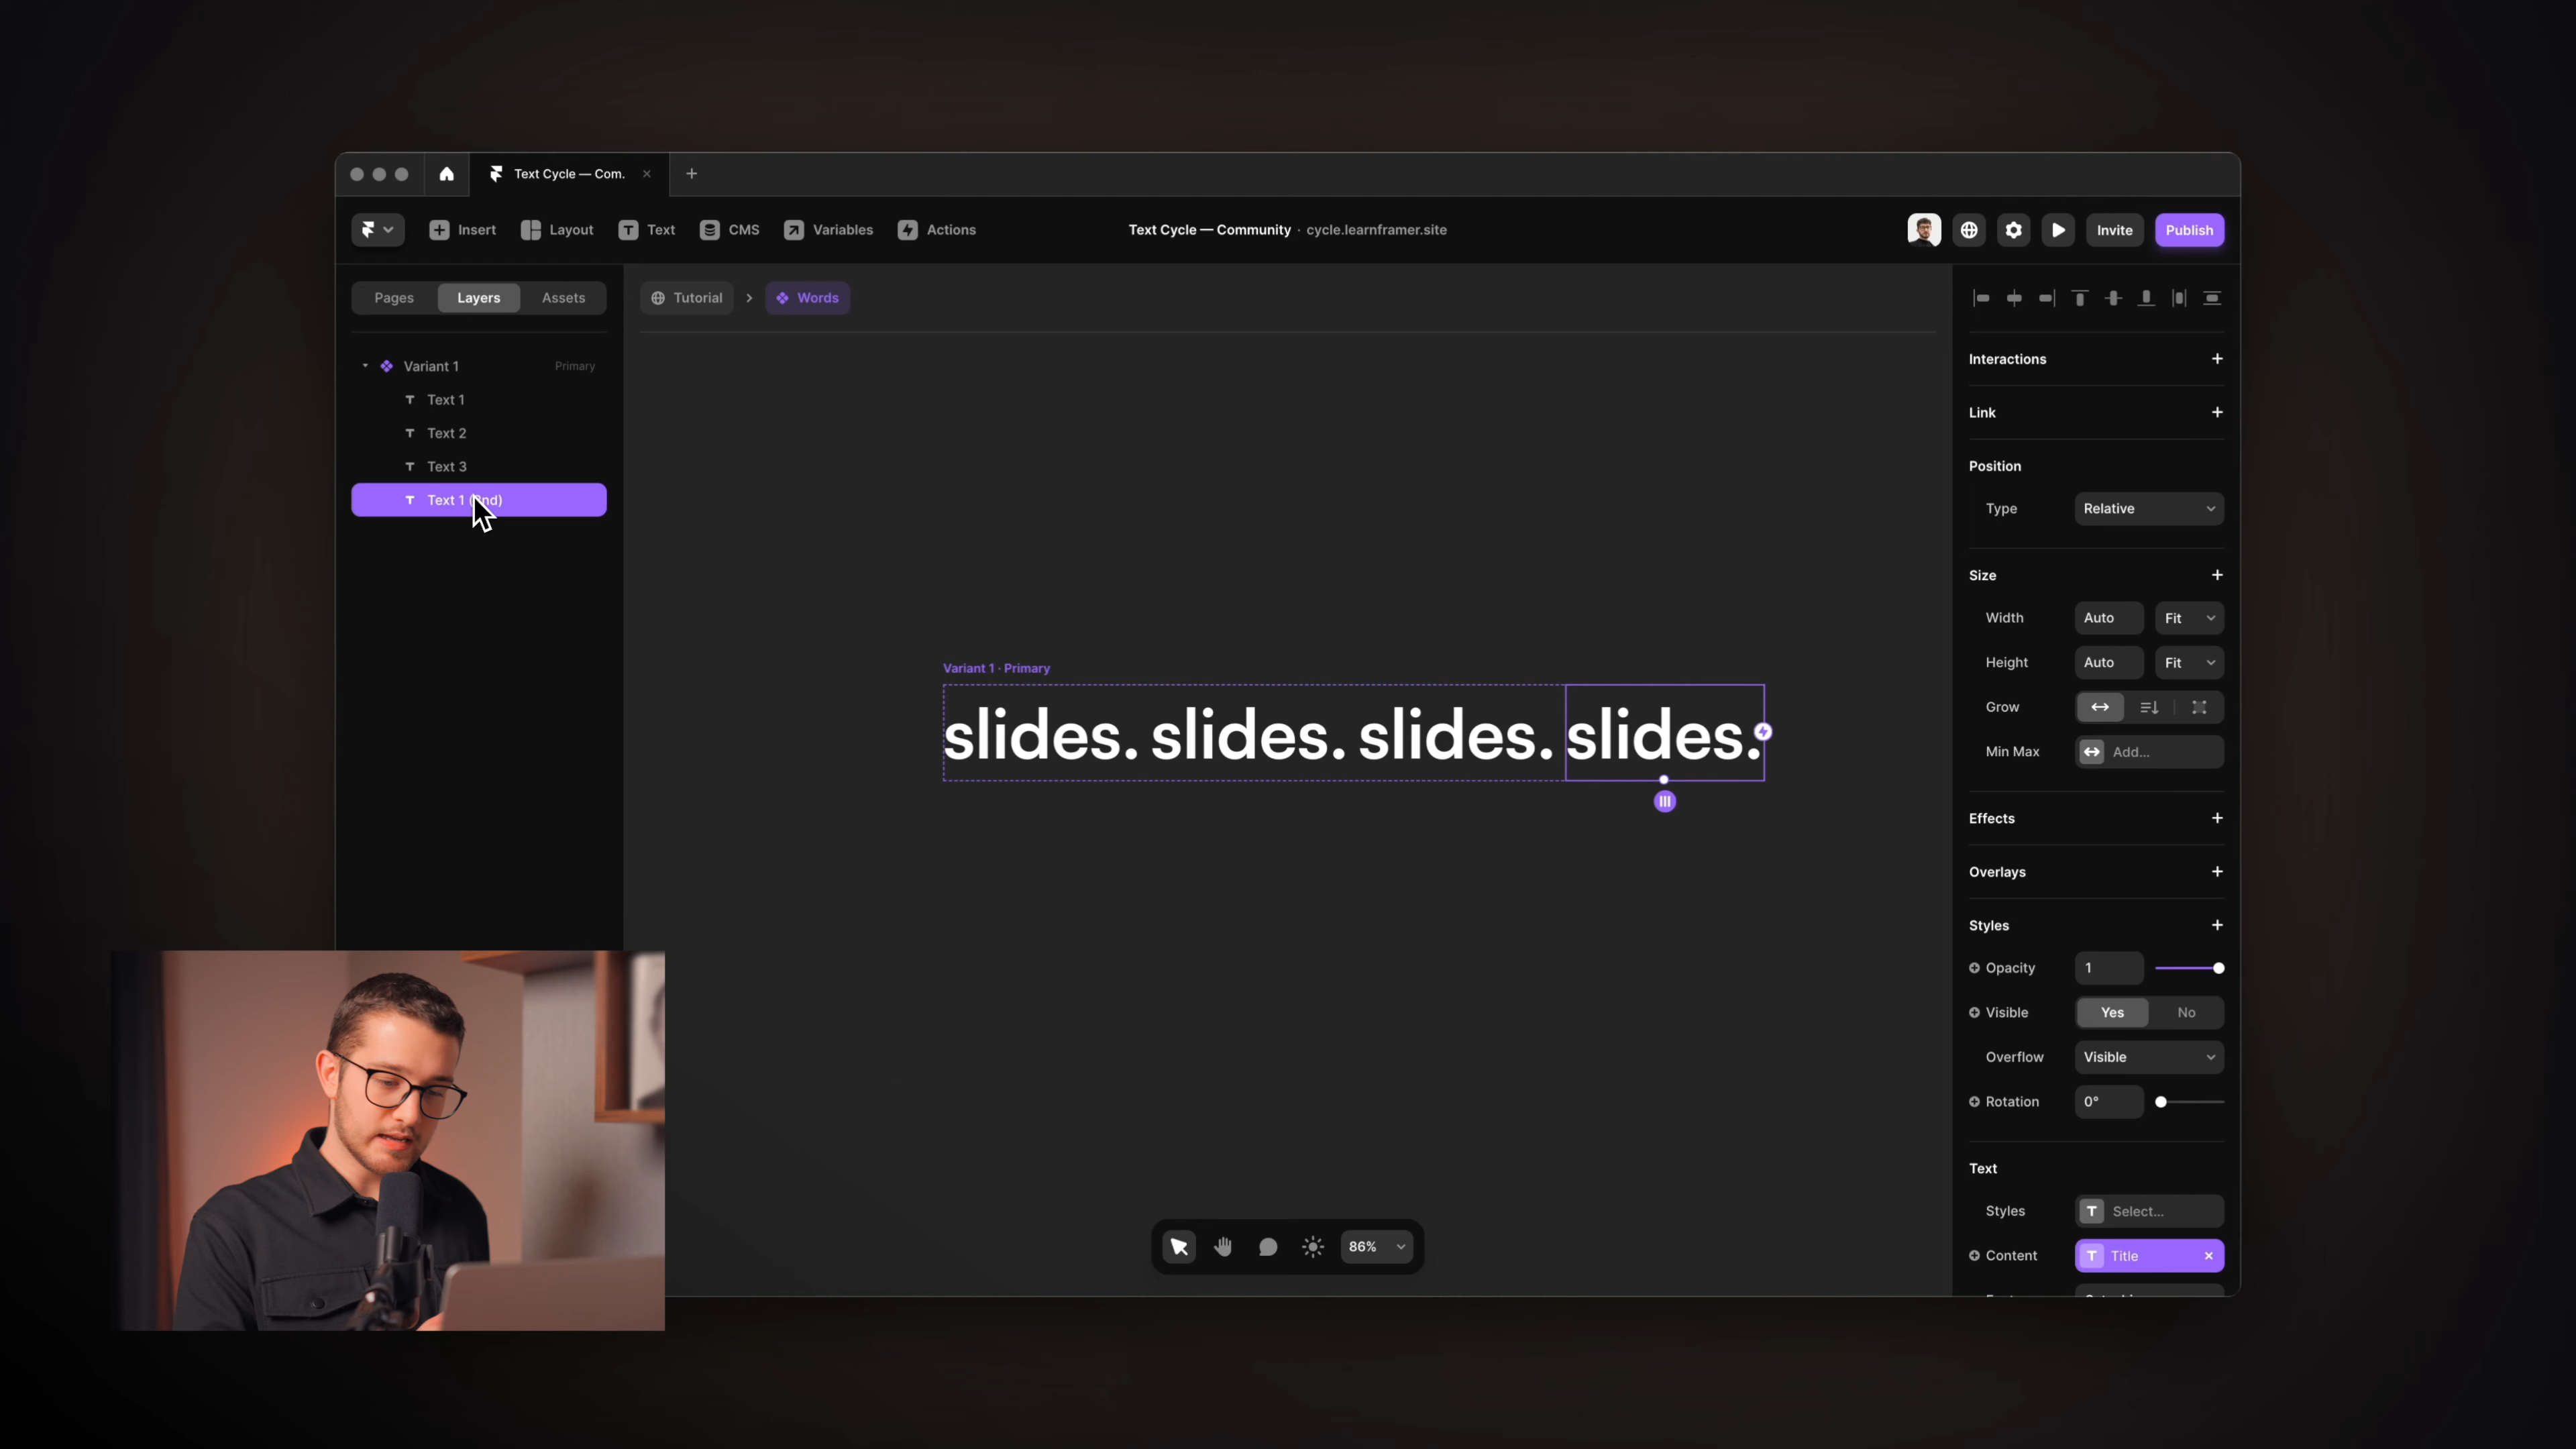 Text Cycle — Com.
Insert
Layout
Text
CMS
Variables
Actions
Text Cycle — Community · cycle.learnframer.site
Invite
Publish
Pages
Layers
Assets
Tutorial
Words
Variant 1
Primary
Text 1
Text 2
Text 3
Text 1
Variant 1 · Primary
slides. slides. slides. slides.
86%
Interactions
Link
Position
Type
Relative
Size
Width
Auto
Fit
Height
Auto
Fit
Grow
Min Max
Add...
Effects
Overlays
Styles
Opacity
1
Visible
Yes
No
Overflow
Visible
Rotation
0°
Text
Styles
Select...
Content
Title